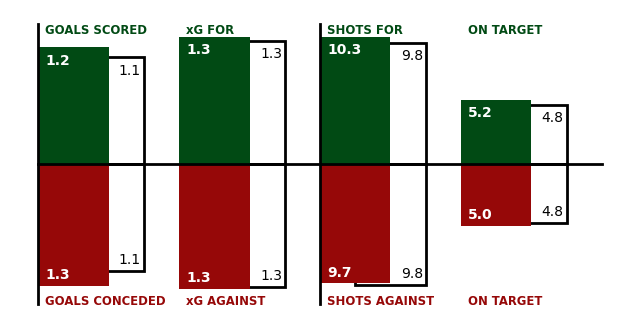 GOALS SCORED xG FOR SHOTS FOR ON TARGET
1.2 1.1 1.3 1.3 10.3 9.8 5.2 4.8
1.3 1.1 1.3 1.3 9.7 9.8 5.0 4.8
GOALS CONCEDED xG AGAINST SHOTS AGAINST ON TARGET